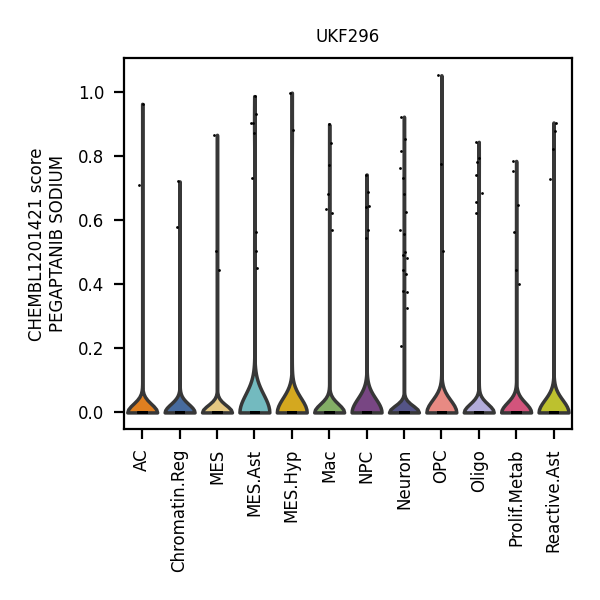 UKF296
CHEMBL1201421 score
PEGAPTANIB SODIUM
1.0
0.8
0.6
0.4
0.2
0.0
AC
Chromatin.Reg
MES
MES.Ast
MES.Hyp
Mac
NPC
Neuron
OPC
Oligo
Prolif.Metab
Reactive.Ast